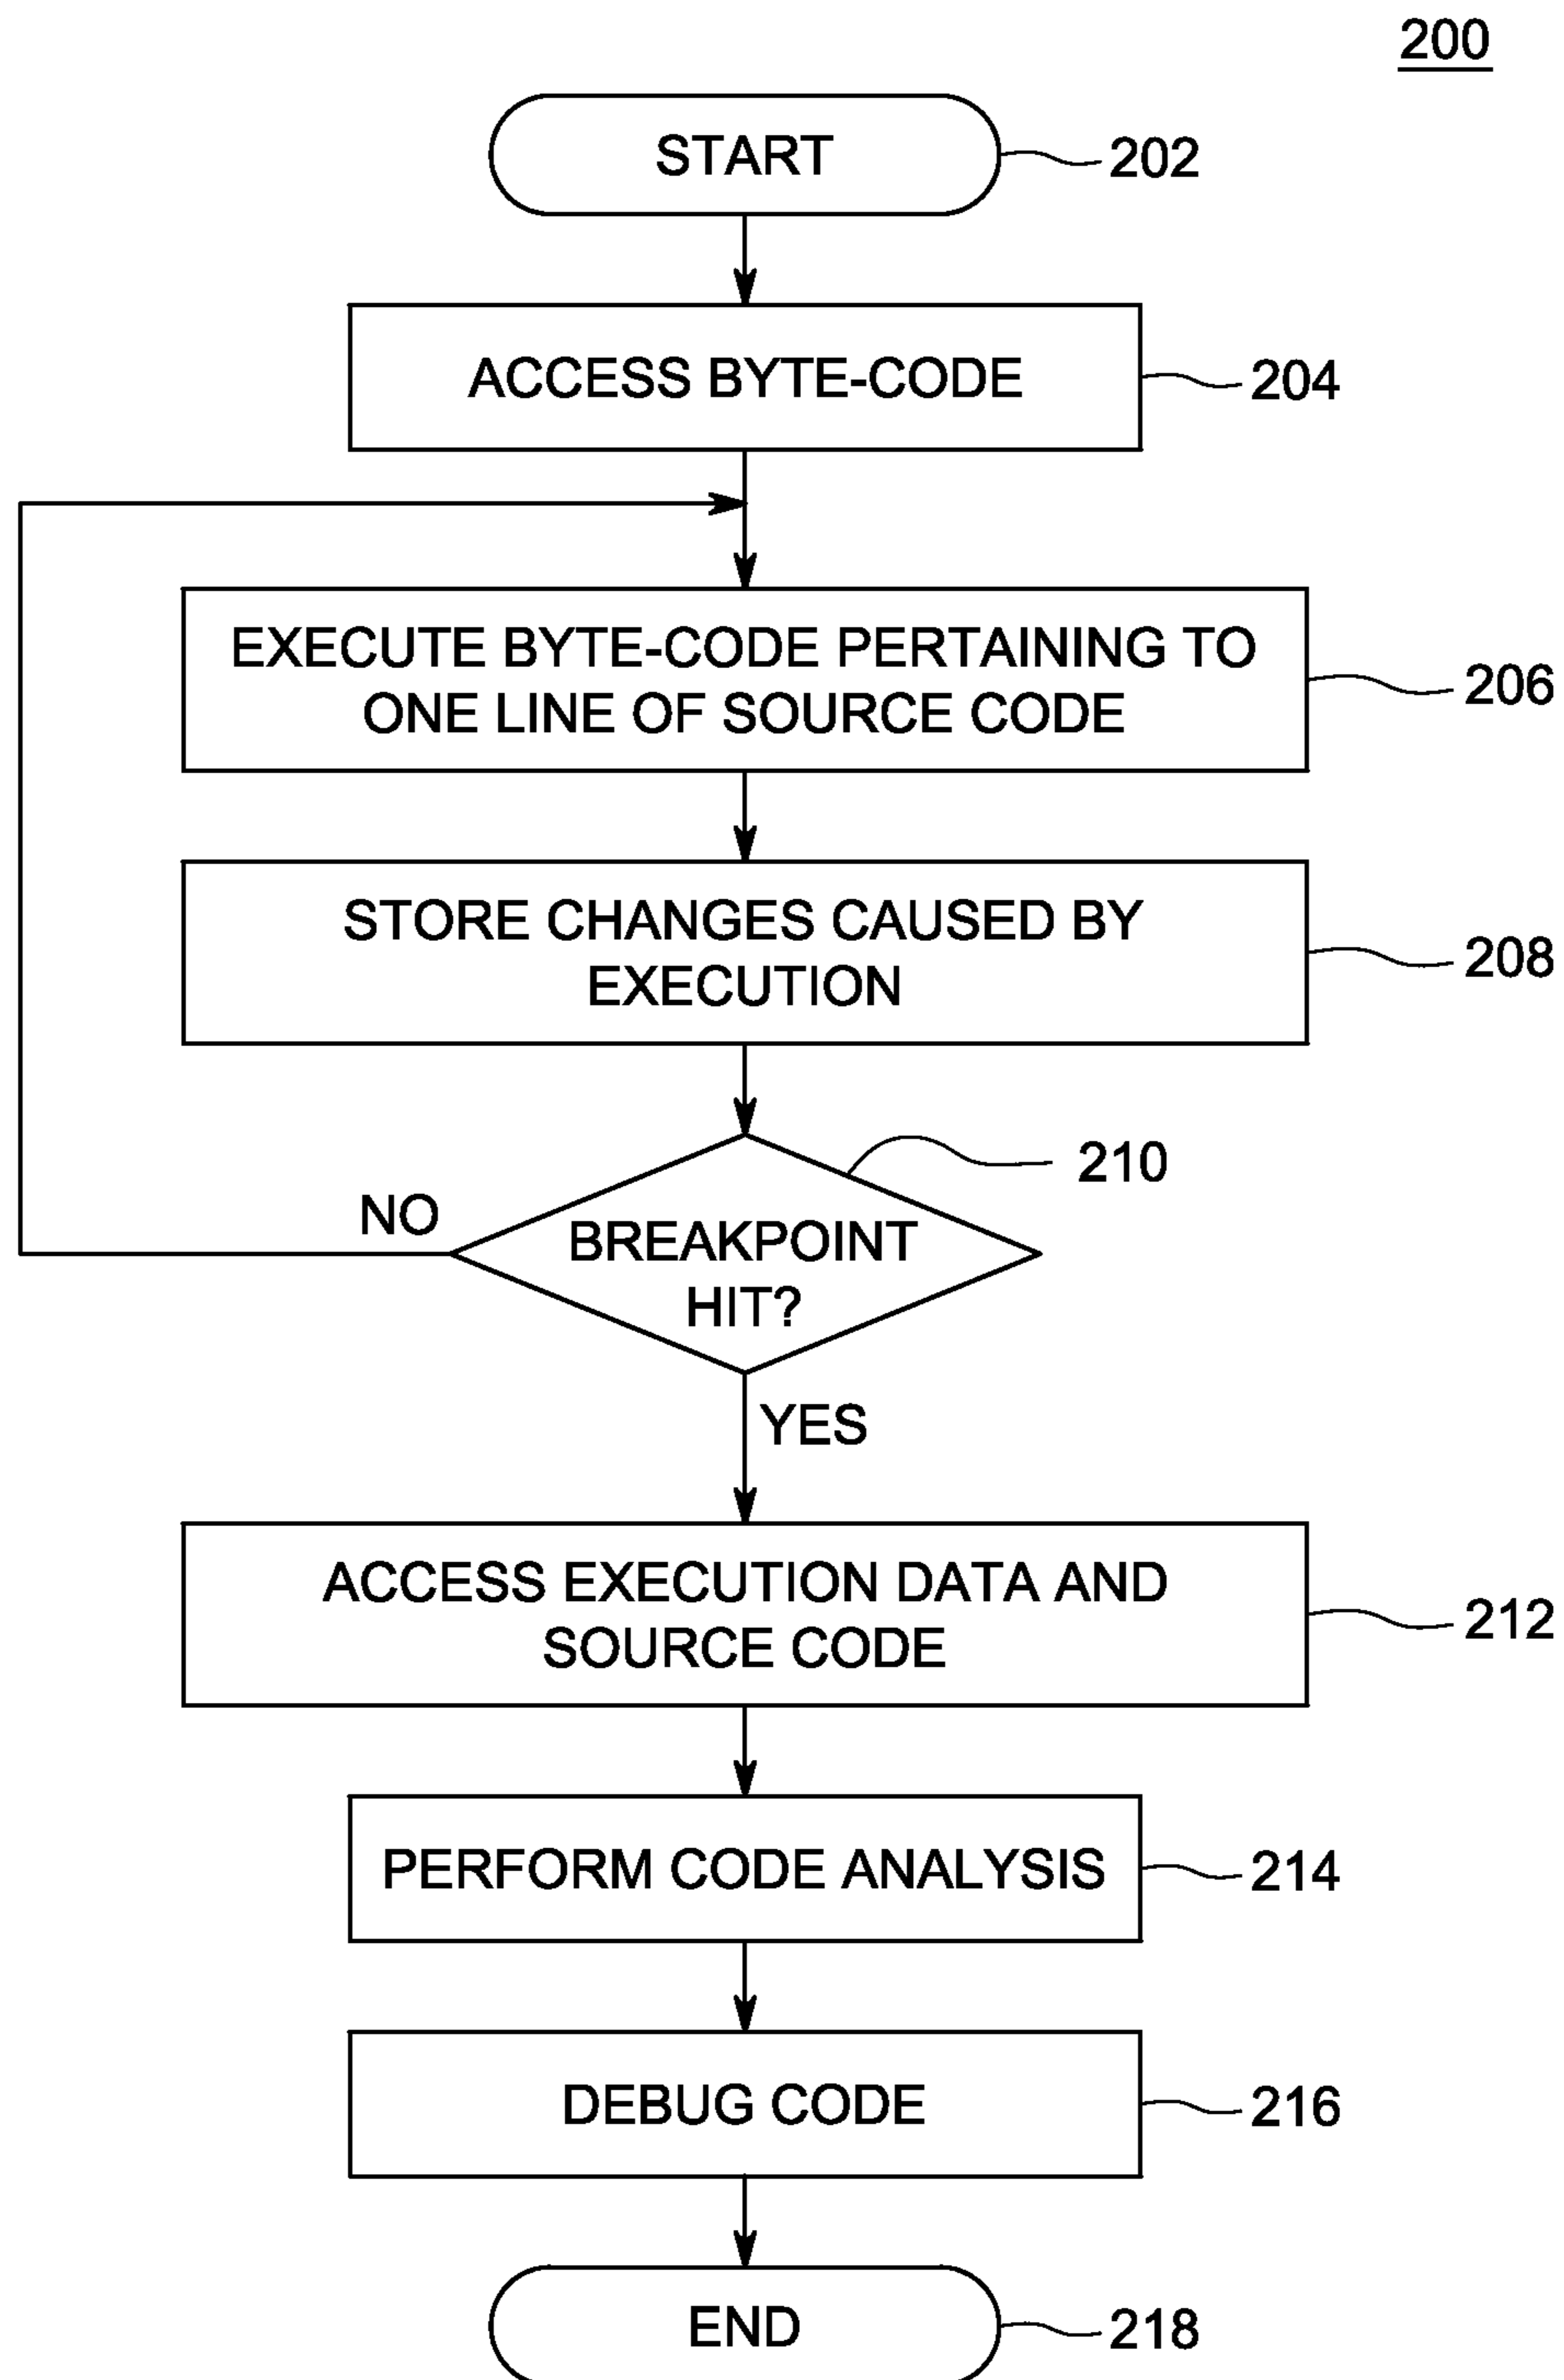 200
START
202
ACCESS BYTE-CODE
204
EXECUTE BYTE-CODE PERTAINING TO
ONE LINE OF SOURCE CODE
206
STORE CHANGES CAUSED BY
EXECUTION
208
210
NO
BREAKPOINT
HIT?
YES
ACCESS EXECUTION DATA AND
SOURCE CODE
212
PERFORM CODE ANALYSIS
214
DEBUG CODE
216
END
218